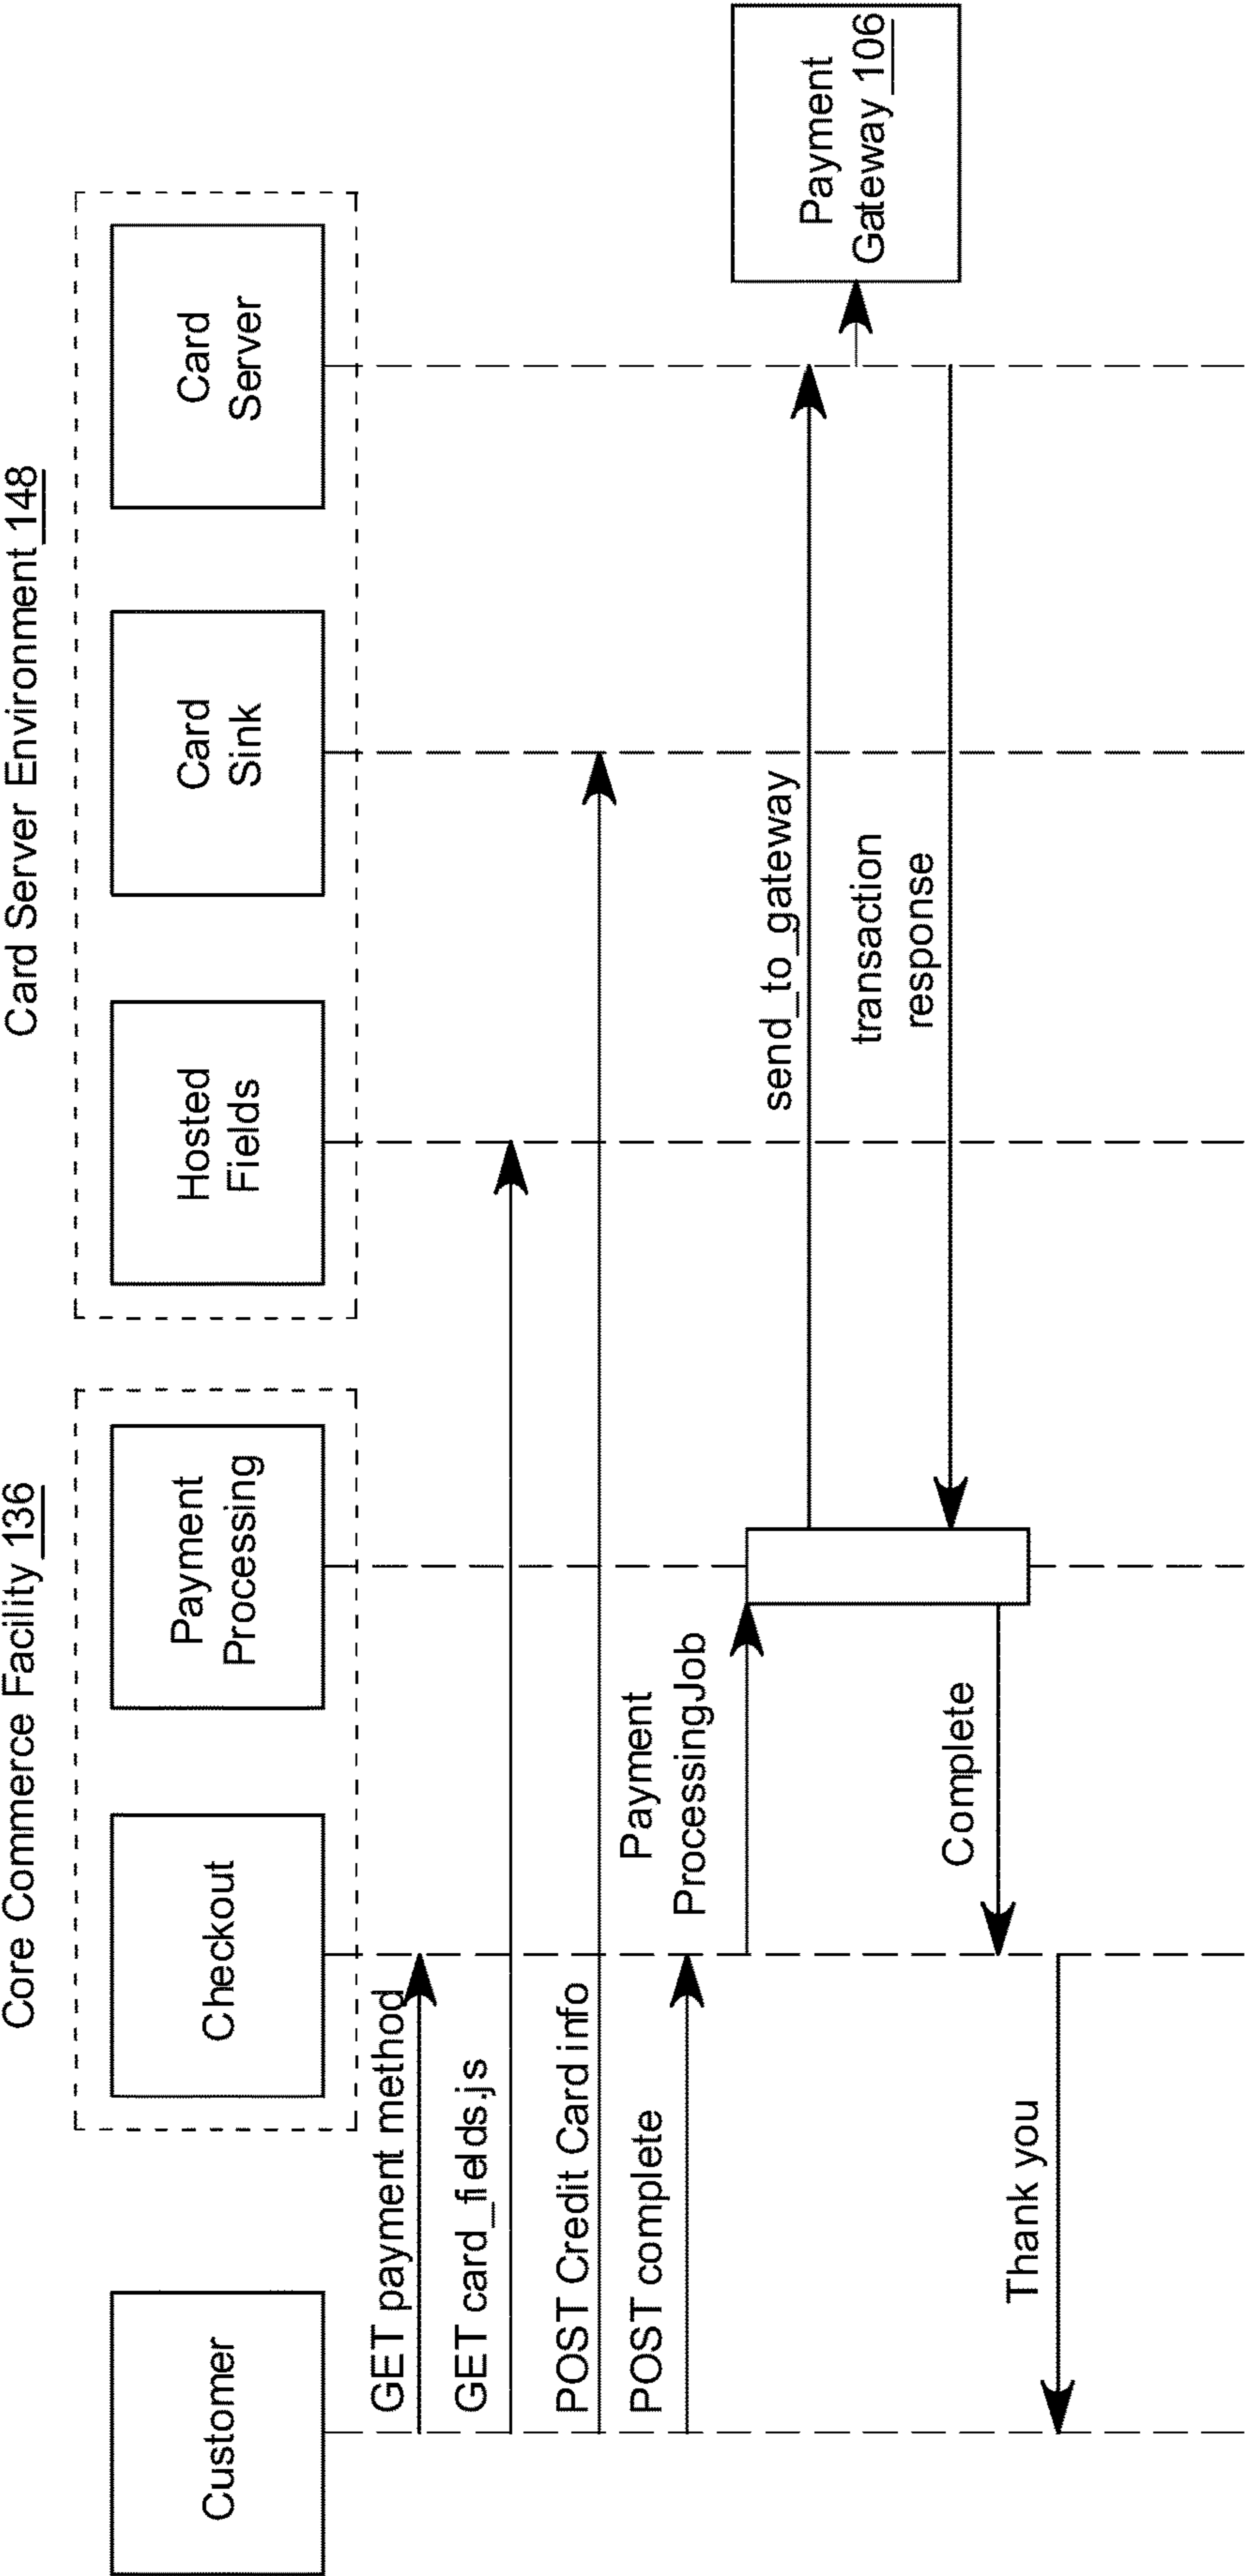 Core Commerce Facility 136
Card Server Environment 148
Customer
Checkout
Payment
Processing
Hosted
Fields
Card
Sink
Card
Server
GET payment method
GET card_fields.js
POST Credit Card info
POST complete
Payment
ProcessingJob
send_to_gateway
Payment
Gateway 106
transaction
response
Complete
Thank you